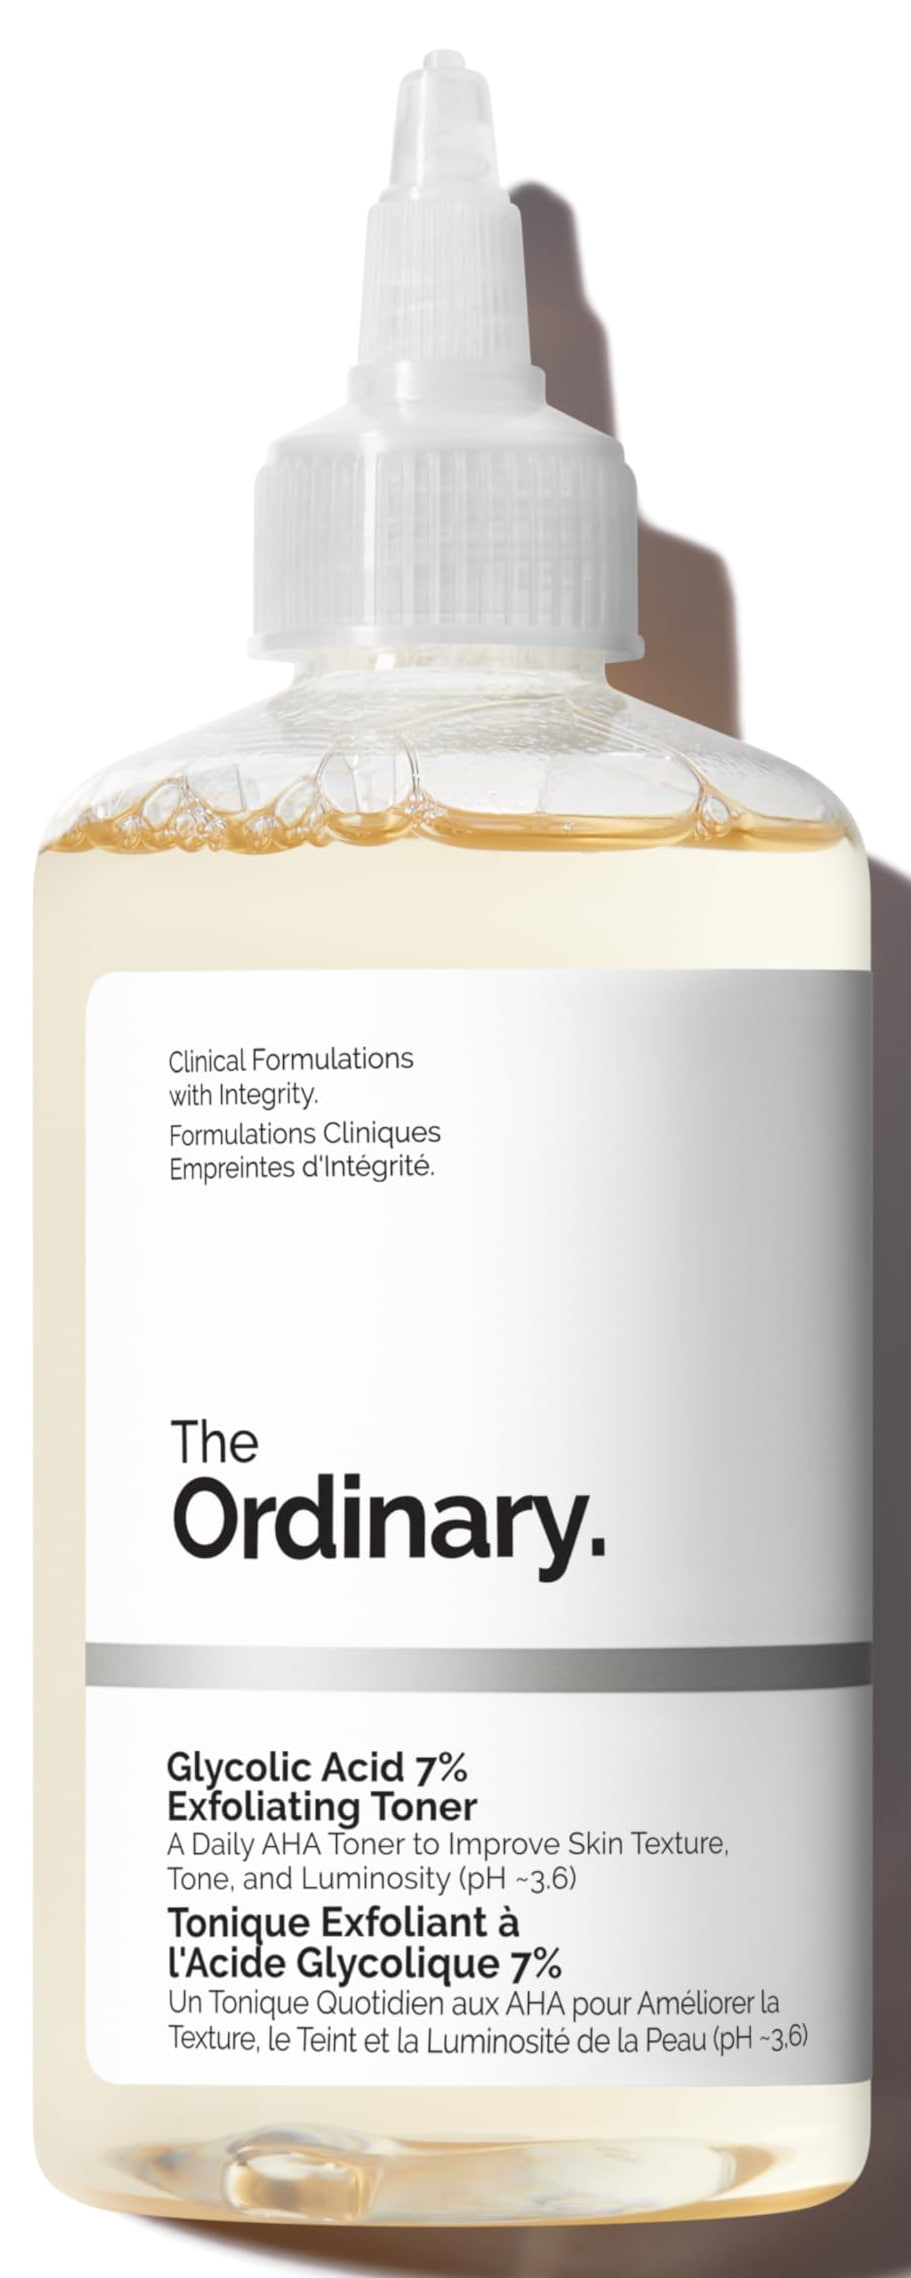 Clinical Formulations
with Integrity.
Formulations Cliniques
Empreintes d'Intégrité.
The
Ordinary.
Glycolic Acid 7%
Exfoliating Toner
A Daily AHA Toner to Improve Skin Texture,
Tone, and Luminosity (pH ~3.6)
Tonique Exfoliant à
l'Acide Glycolique 7%
Un Tonique Quotidien aux AHA pour Améliorer la
Texture, le Teint et la Luminosité de la Peau (pH ~3,6)